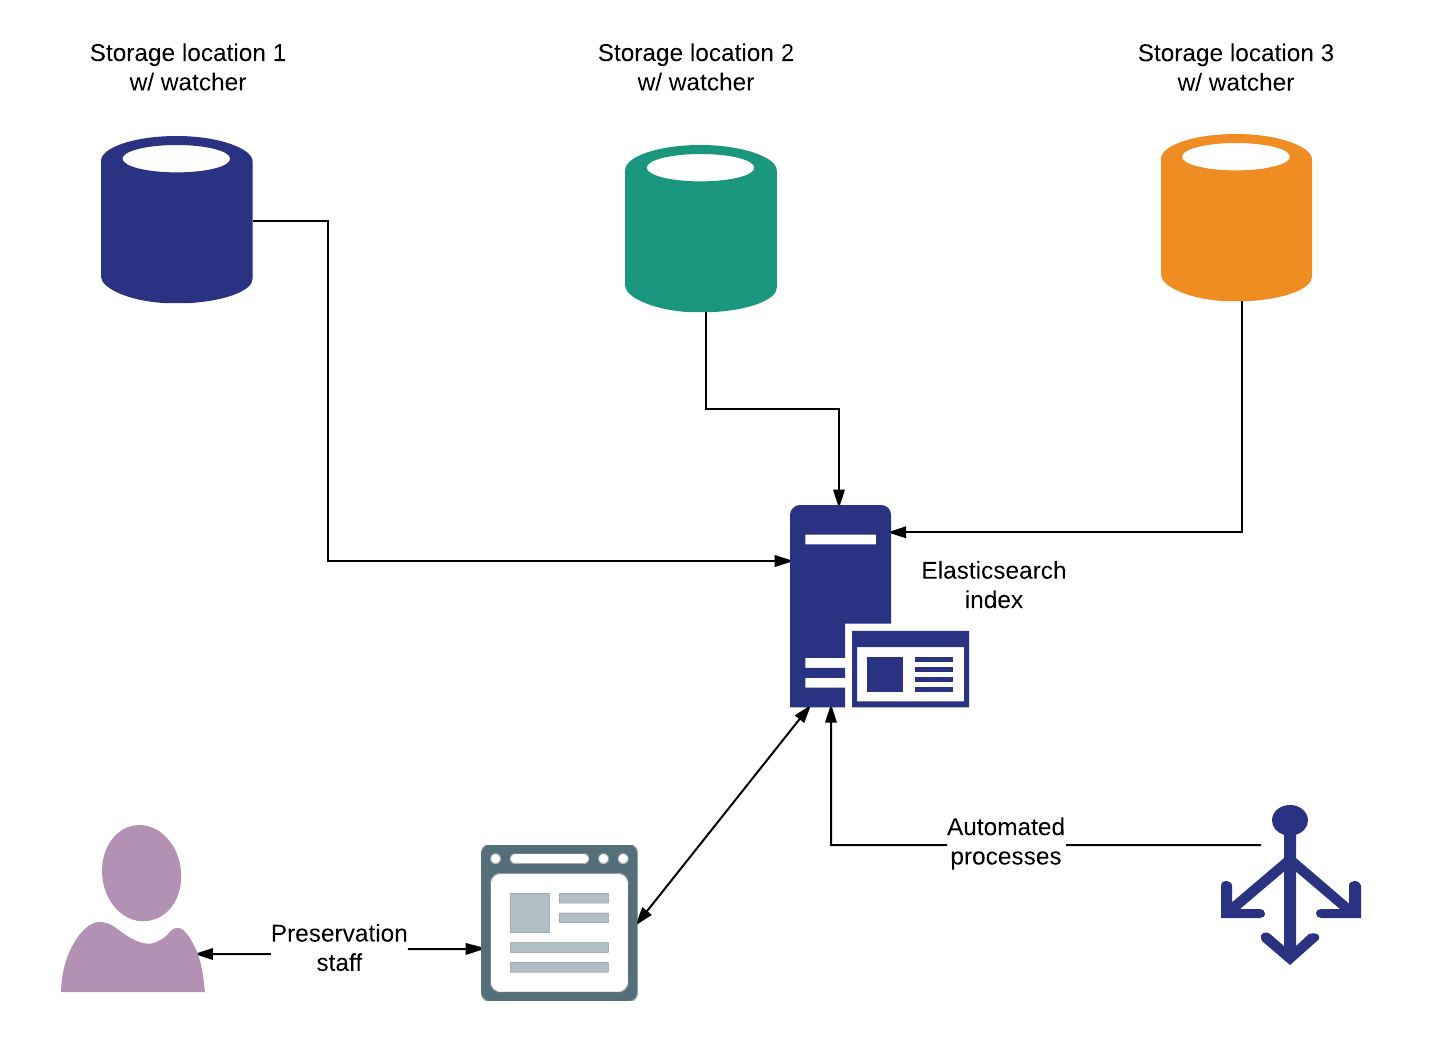 Storage location 1
w/ watcher
Storage location 2
w/ watcher
Storage location 3
w/ watcher
Elasticsearch
index
Automated
processes
Preservation
staff